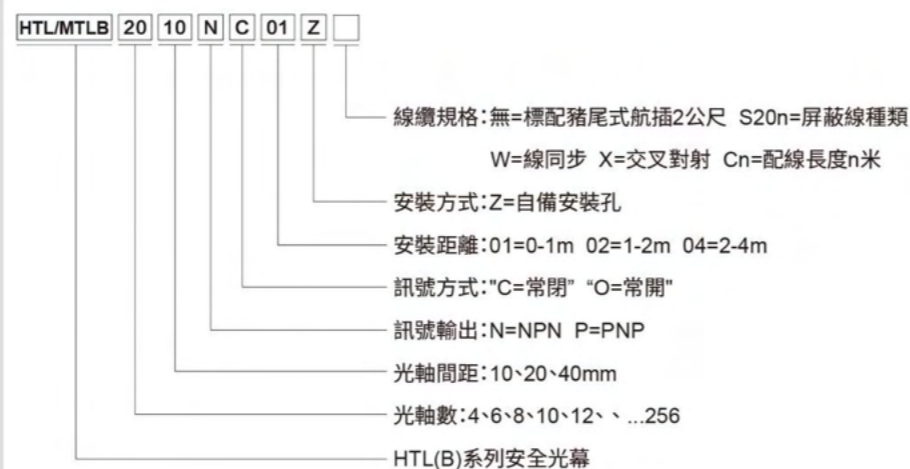 HTL/MTLB 20 10 N C 01 Z
線纜規格:無=標配豬尾式航插2公尺 S20n=屏蔽線種類
W=線同步 X=交叉對射 Cn=配線長度n米
安裝方式:Z=自備安裝孔
安裝距離:01=0-1m 02=1-2m 04=2-4m
訊號方式:"C=常閉” “O=常開"
訊號輸出:N=NPN P=PNP
光軸間距:10、20、40mm
光軸數:4、6、8、10、12、、...256
HTL(B)系列安全光幕